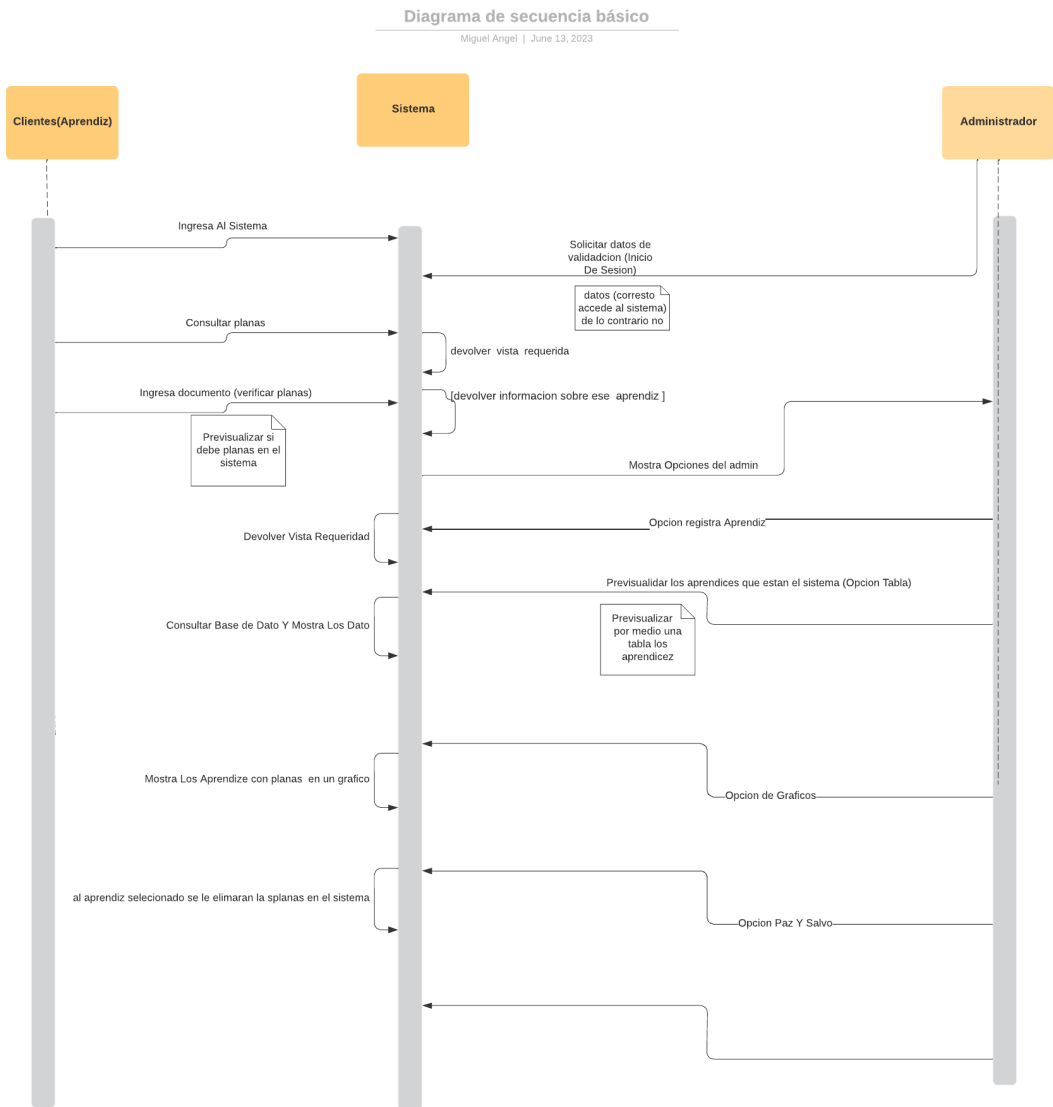 Diagrama de secuencia básico
Miguel Angel | June 13, 2023
Clientes(Aprendiz)
Sistema
Administrador
Ingresa Al Sistema
Solicitar datos de
validadcion (Inicio
De Sesion)
datos (corresto
accede al sistema)
de lo contrario no
Consultar planas
devolver vista requerida
Ingresa documento (verificar planas)
[devolver informacion sobre ese aprendiz ]
Previsualizar si
debe planas en el
sistema
Mostra Opciones del admin
Opcion registra Aprendiz
Devolver Vista Requeridad
Previsualidar los aprendices que estan el sistema (Opcion Tabla)
Previsualizar
por medio una
tabla los
aprendicez
Consultar Base de Dato Y Mostra Los Dato
Mostra Los Aprendize con planas en un grafico
Opcion de Graficos
al aprendiz selecionado se le elimaran la splanas en el sistema
Opcion Paz Y Salvo